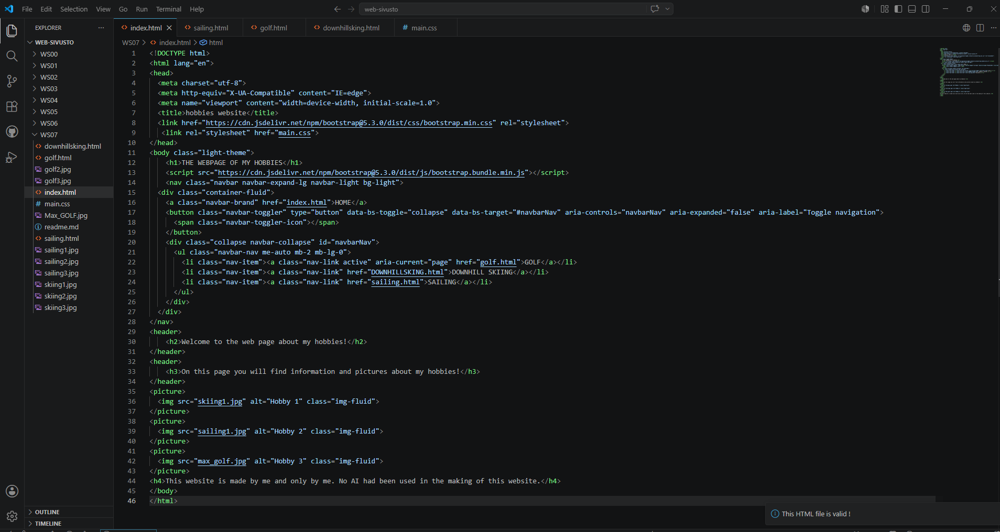 File Edit Selection View Go Run Terminal Help
web-sivusto
EXPLORER
index.html
sailing.html
golf.html
downhillsking.html
# main.css
WS07 > index.html > html
WEB-SIVUSTO
WS00
WS01
WS02
WS03
WS04
WS05
WS06
WS07
downhillsking.html
golf.html
golf2.jpg
golf3.jpg
index.html
# main.css
Max_GOLF.jpg
readme.md
sailing.html
sailing1.jpg
sailing2.jpg
sailing3.jpg
skiing1.jpg
skiing2.jpg
skiing3.jpg
OUTLINE
TIMELINE
1 <!DOCTYPE html>
2 <html lang="en">
3 <head>
4 <meta charset="utf-8">
5 <meta http-equiv="X-UA-Compatible" content="IE=edge">
6 <meta name="viewport" content="width=device-width, initial-scale=1.0">
7 <title>hobbies website</title>
8 <link href="https://cdn.jsdelivr.net/npm/bootstrap@5.3.0/dist/css/bootstrap.min.css" rel="stylesheet">
9 <link rel="stylesheet" href="main.css">
10 </head>
11 <body class="light-theme">
12 <h1>THE WEBPAGE OF MY HOBBIES</h1>
13 <script src="https://cdn.jsdelivr.net/npm/bootstrap@5.3.0/dist/js/bootstrap.bundle.min.js"></script>
14 <nav class="navbar navbar-expand-lg navbar-light bg-light">
15 <div class="container-fluid">
16 <a class="navbar-brand" href="index.html">HOME</a>
17 <button class="navbar-toggler" type="button" data-bs-toggle="collapse" data-bs-target="#navbarNav" aria-controls="navbarNav" aria-expanded="false" aria-label="Toggle navigation">
18 <span class="navbar-toggler-icon"></span>
19 </button>
20 <div class="collapse navbar-collapse" id="navbarNav">
21 <ul class="navbar-nav me-auto mb-2 mb-lg-0">
22 <li class="nav-item"><a class="nav-link active" aria-current="page" href="golf.html">GOLF</a></li>
23 <li class="nav-item"><a class="nav-link" href="DOWNHILLSKING.html">DOWNHILL SKIING</a></li>
24 <li class="nav-item"><a class="nav-link" href="sailing.html">SAILING</a></li>
25 </ul>
26 </div>
27 </div>
28 </nav>
29 <header>
30 <h2>Welcome to the web page about my hobbies!</h2>
31 </header>
32 <header>
33 <h3>On this page you will find information and pictures about my hobbies!</h3>
34 </header>
35 <picture>
36 <img src="skiing1.jpg" alt="Hobby 1" class="img-fluid">
37 </picture>
38 <picture>
39 <img src="sailing1.jpg" alt="Hobby 2" class="img-fluid">
40 </picture>
41 <picture>
42 <img src="max_golf.jpg" alt="Hobby 3" class="img-fluid">
43 </picture>
44 <h4>This website is made by me and only by me. No AI had been used in the making of this website.</h4>
45 </body>
46 </html>
This HTML file is valid !